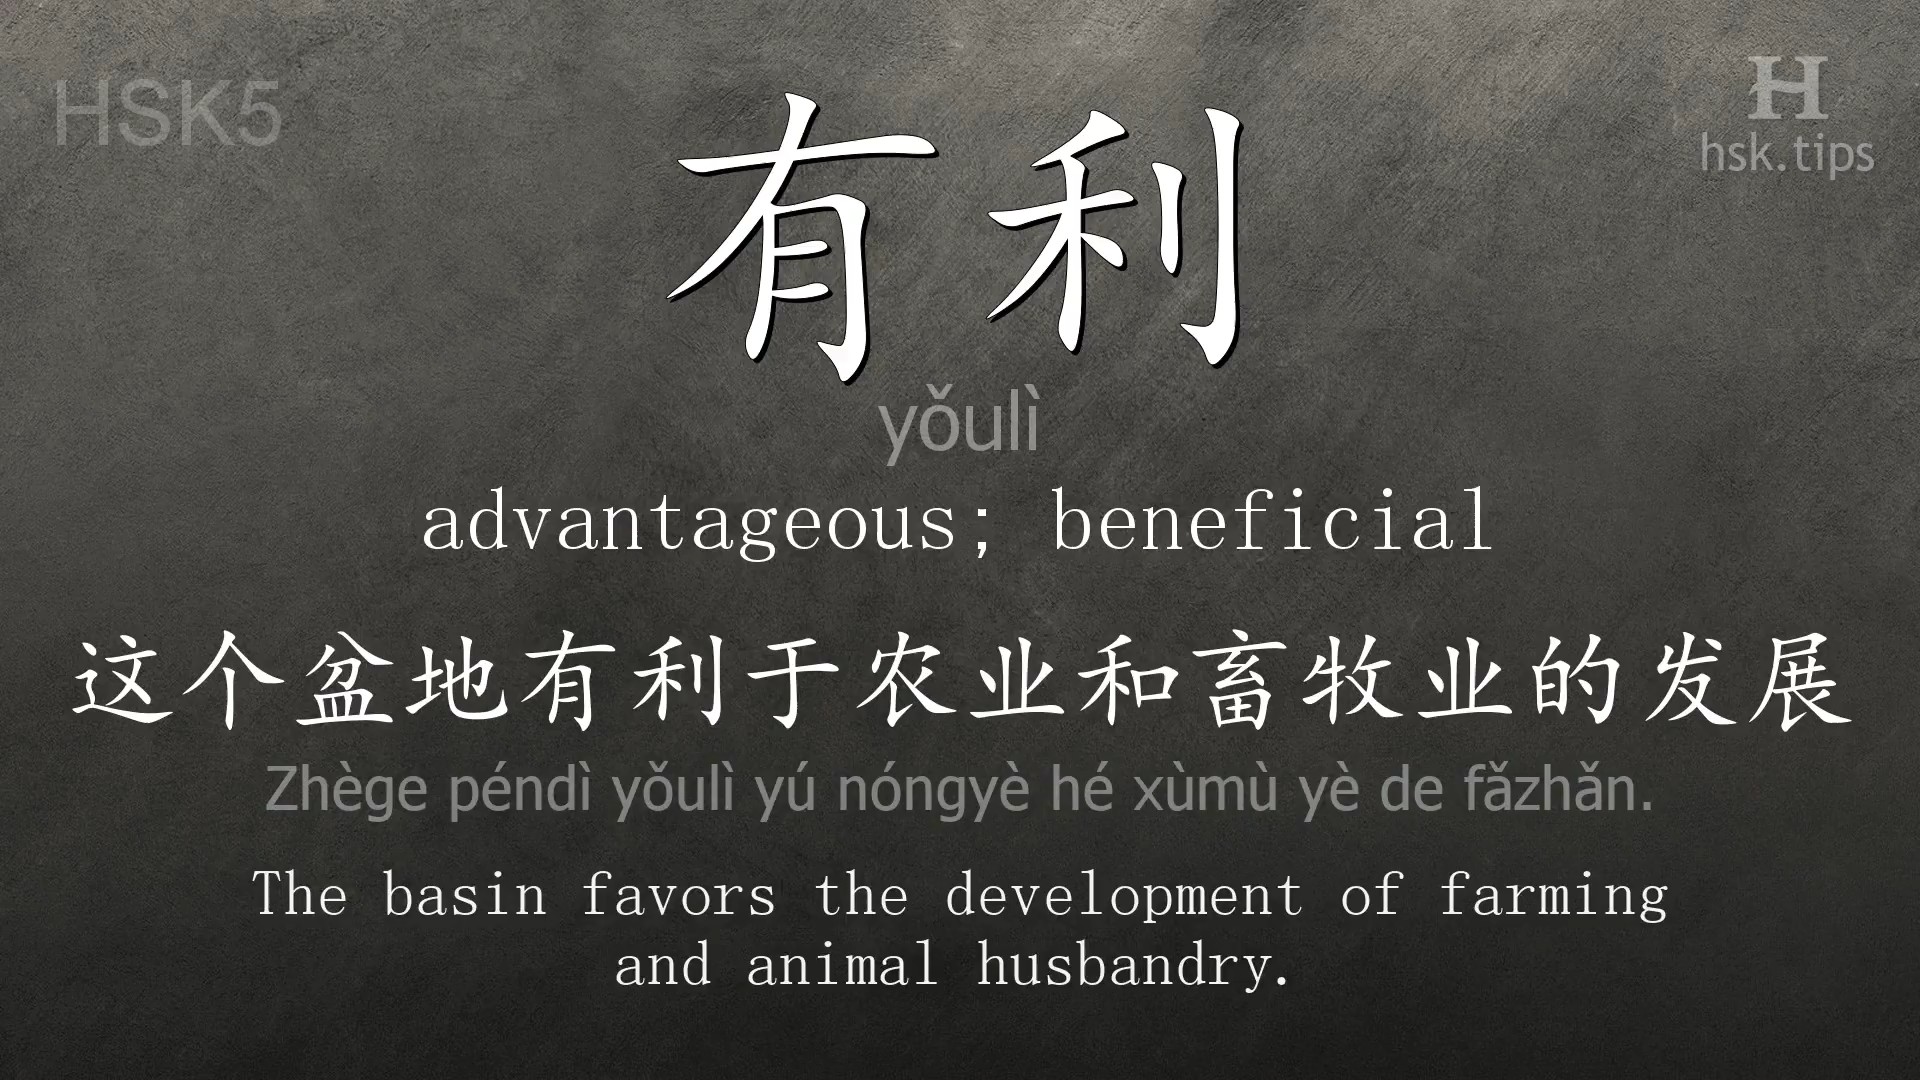 HSK5
H
hsk.tips
有利
yǒulì
advantageous; beneficial
这个盆地有利于农业和畜牧业的发展
Zhège péndì yǒulì yú nóngyè hé xùmù yè de fǎzhǎn.
The basin favors the development of farming
and animal husbandry.